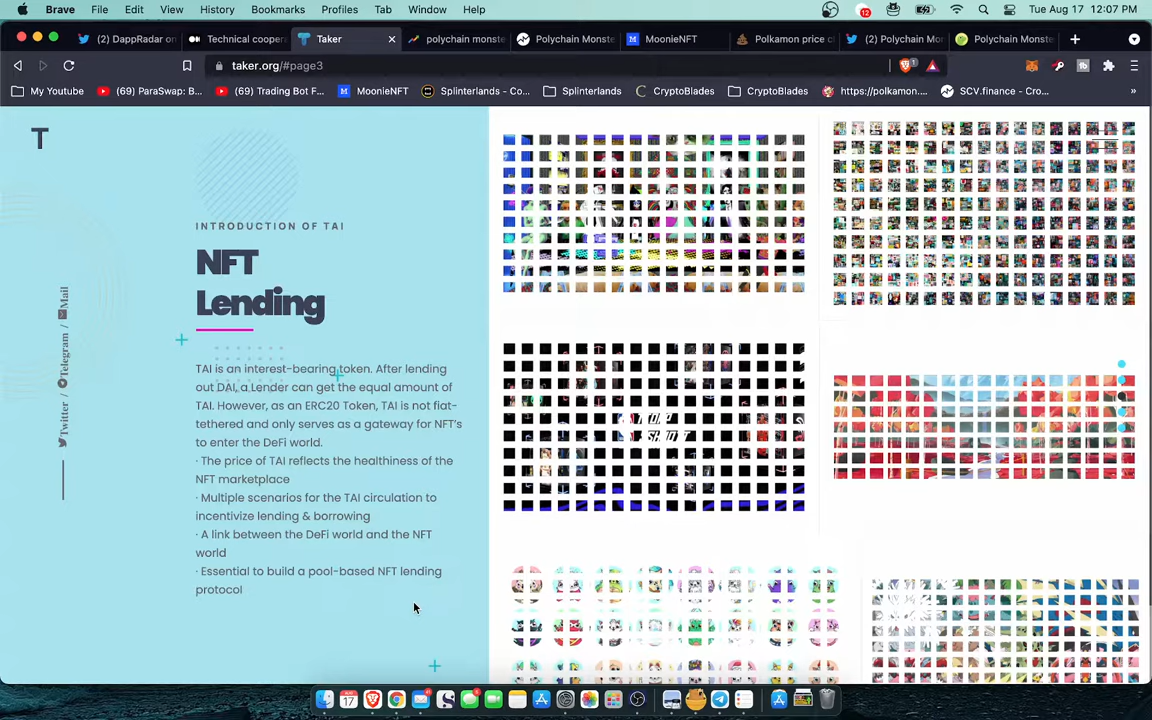 Brave File Edit View History Bookmarks Profiles Tab Window Help
12
Tue Aug 17 12:07 PM
(2) DappRadar on
Technical cooper
Taker
polychain monste
Polychain Monste
MoonieNFT
Polkamon price c
(2) Polychain Mo
Polychain Monste
taker.org/#page3
1
My Youtube
(69) ParaSwap: B...
(69) Trading Bot F...
MoonieNFT
Splinterlands - Co...
Splinterlands
CryptoBlades
CryptoBlades
https://polkamon....
SCV.finance - Cro...
T
INTRODUCTION OF TAI
NFT
Lending
Twitter / Telegram / Mail
TAI is an interest-bearing token. After lending
out DAI, a Lender can get the equal amount of
TAI. However, as an ERC20 Token, TAI is not fiat-
tethered and only serves as a gateway for NFT's
to enter the DeFi world.
· The price of TAI reflects the healthiness of the
NFT marketplace
· Multiple scenarios for the TAI circulation to
incentivize lending & borrowing
· A link between the DeFi world and the NFT
world
· Essential to build a pool-based NFT lending
protocol
TOP
SHOT
17